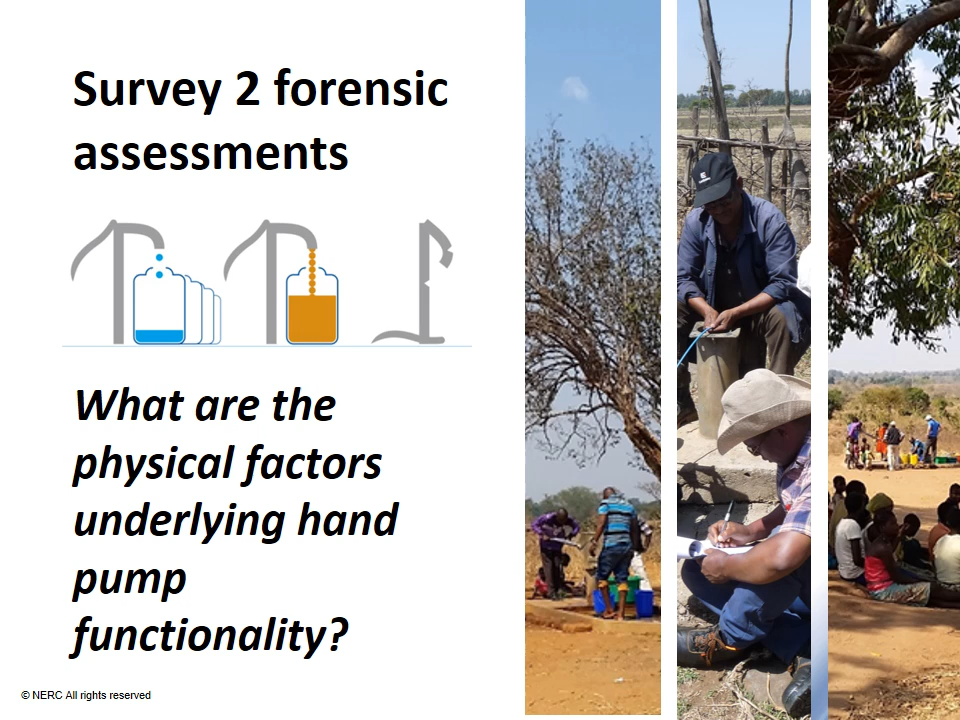 Survey 2 forensic
assessments
What are the
physical factors
underlying hand
pump
functionality?
© NERC All rights reserved